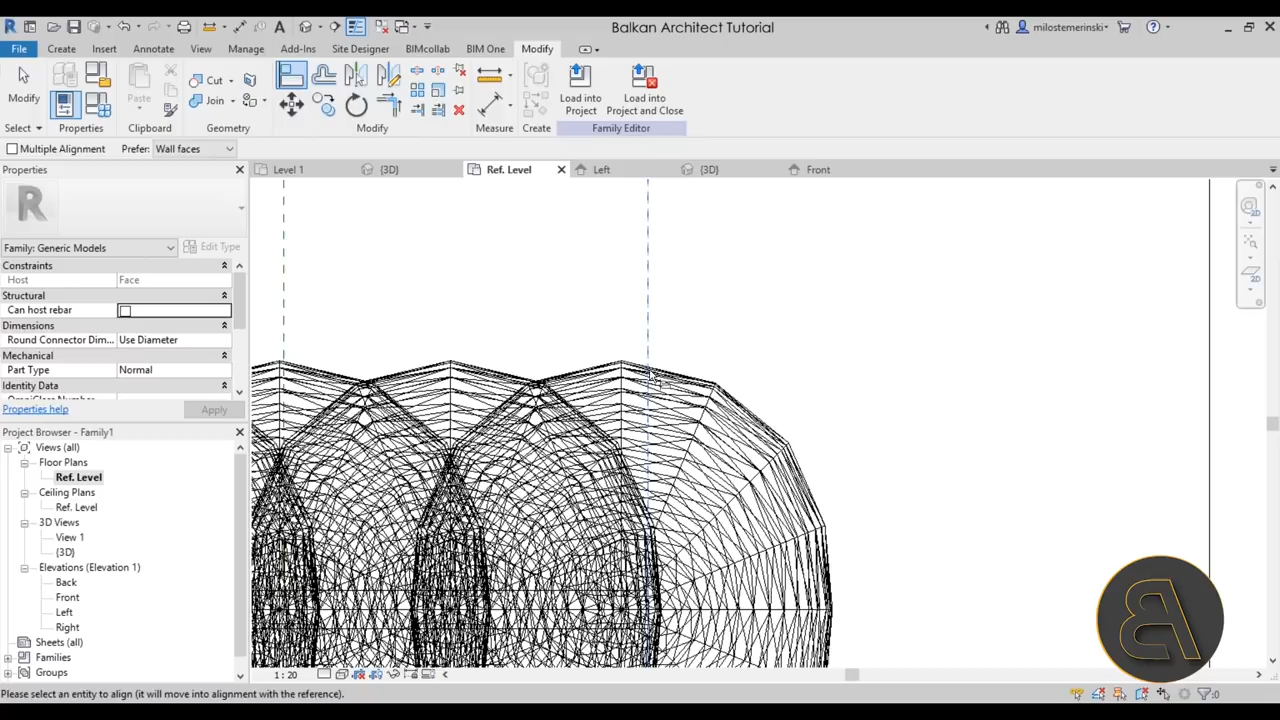 Balkan Architect Tutorial
milostemerinski
File Create Insert Annotate View Manage Add-Ins Site Designer BIMcollab BIM One Modify
Modify Paste Cut Join Load into Project Load into Project and Close
Select Properties Clipboard Geometry Modify Measure Create Family Editor
Multiple Alignment Prefer: Wall faces
Properties
Level 1 {3D} Ref. Level Left {3D} Front
R
Family: Generic Models Edit Type
Constraints
Host Face
Structural
Can host rebar
Dimensions
Round Connector Dim... Use Diameter
Mechanical
Part Type Normal
Identity Data
Properties help Apply
Project Browser - Family1
Views (all)
Floor Plans
Ref. Level
Ceiling Plans
Ref. Level
3D Views
View 1
{3D}
Elevations (Elevation 1)
Back
Front
Left
Right
Sheets (all)
Families
Groups
1 : 20
Please select an entity to align (it will move into alignment with the reference).
:0